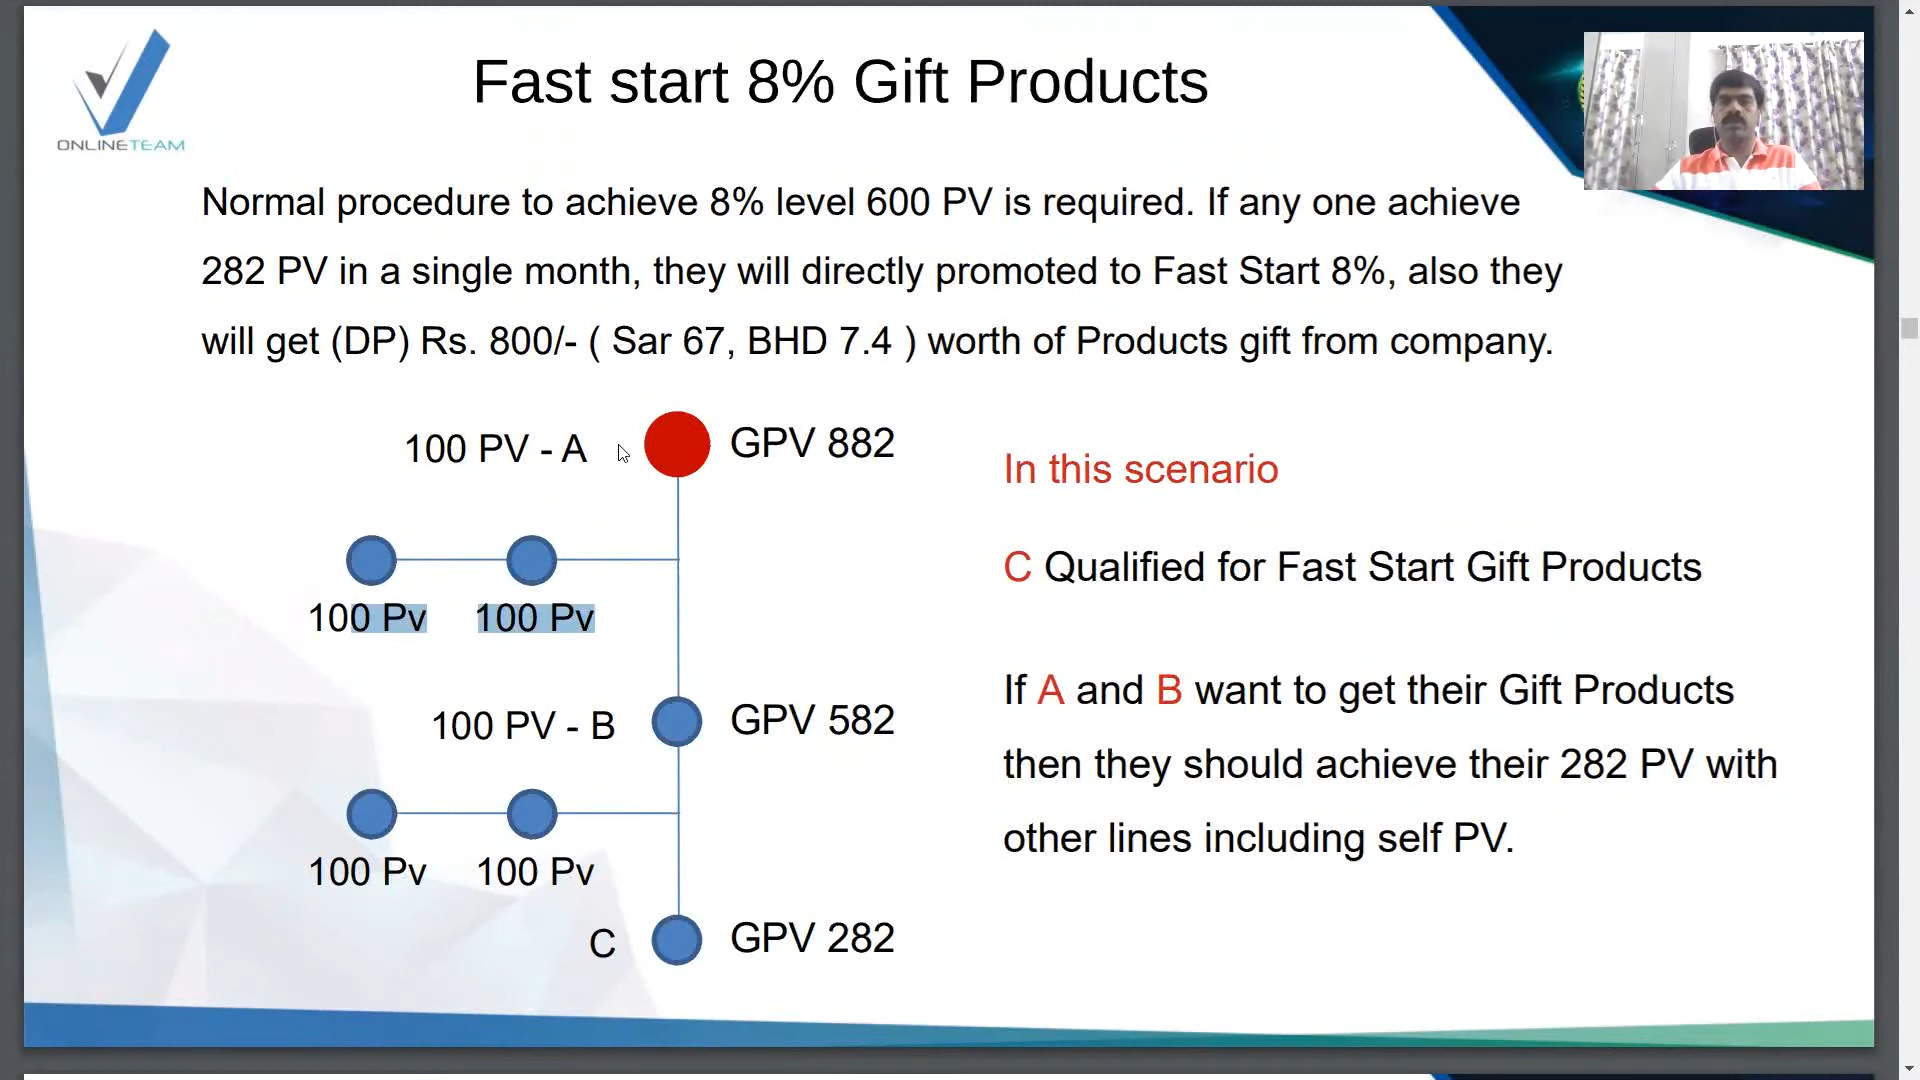 ONLINETEAM
Fast start 8% Gift Products
Normal procedure to achieve 8% level 600 PV is required. If any one achieve
282 PV in a single month, they will directly promoted to Fast Start 8%, also they
will get (DP) Rs. 800/- ( Sar 67, BHD 7.4 ) worth of Products gift from company.
100 PV - A
GPV 882
100 Pv
100 Pv
100 PV - B
GPV 582
100 Pv
100 Pv
C
GPV 282
In this scenario
C Qualified for Fast Start Gift Products
If A and B want to get their Gift Products
then they should achieve their 282 PV with
other lines including self PV.